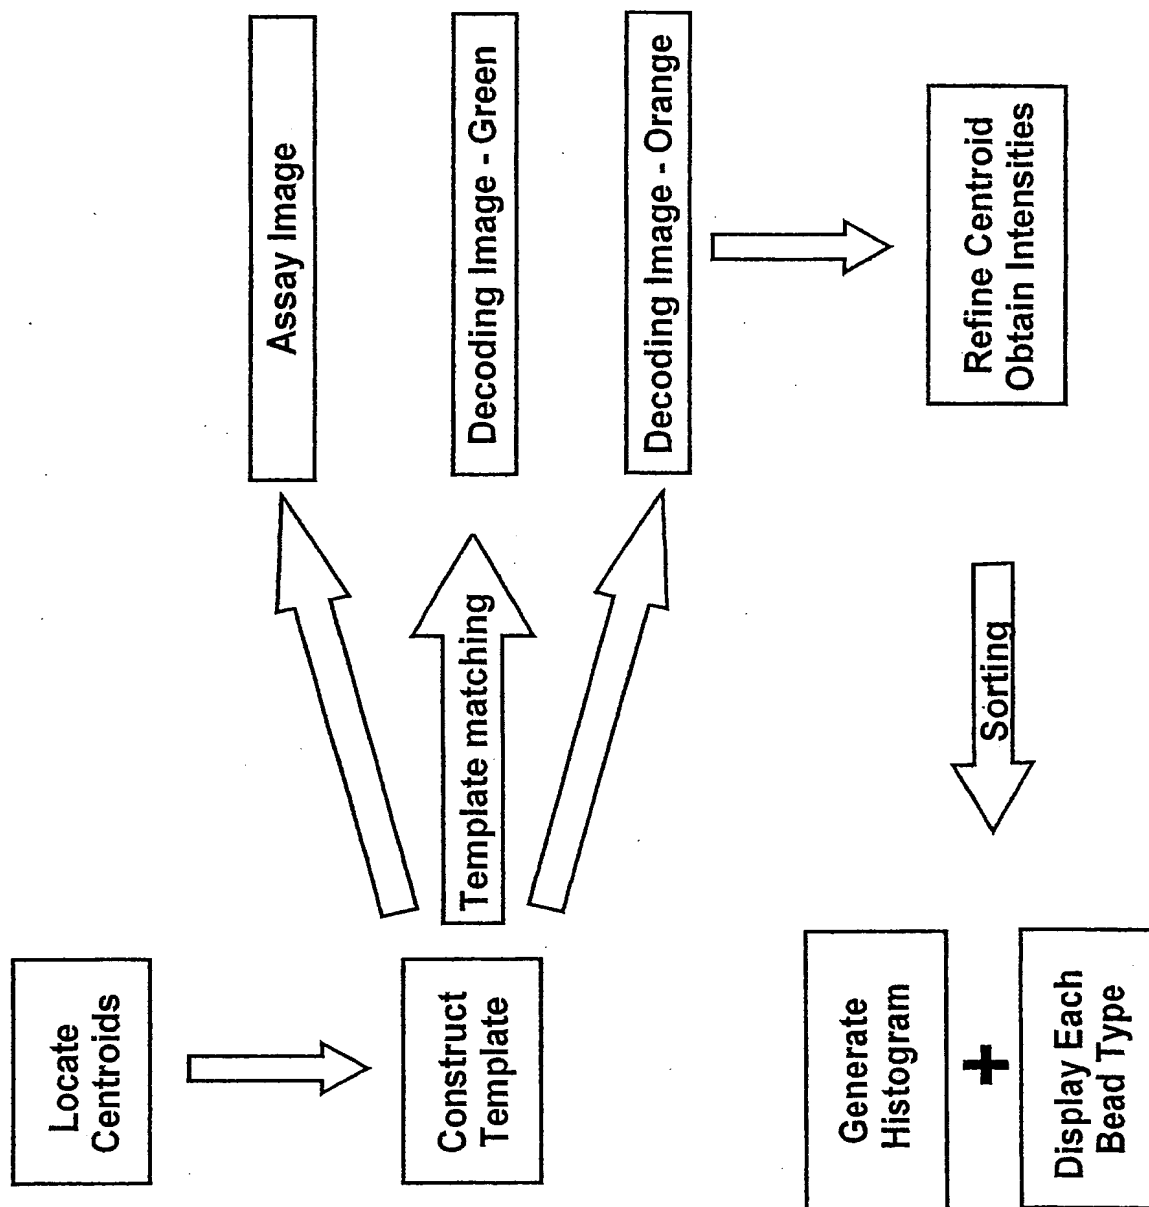 Locate
Centroids
Construct
Template
Template matching
Assay Image
Decoding Image - Green
Decoding Image - Orange
Refine Centroid
Obtain Intensities
Sorting
Generate
Histogram
+
Display Each
Bead Type